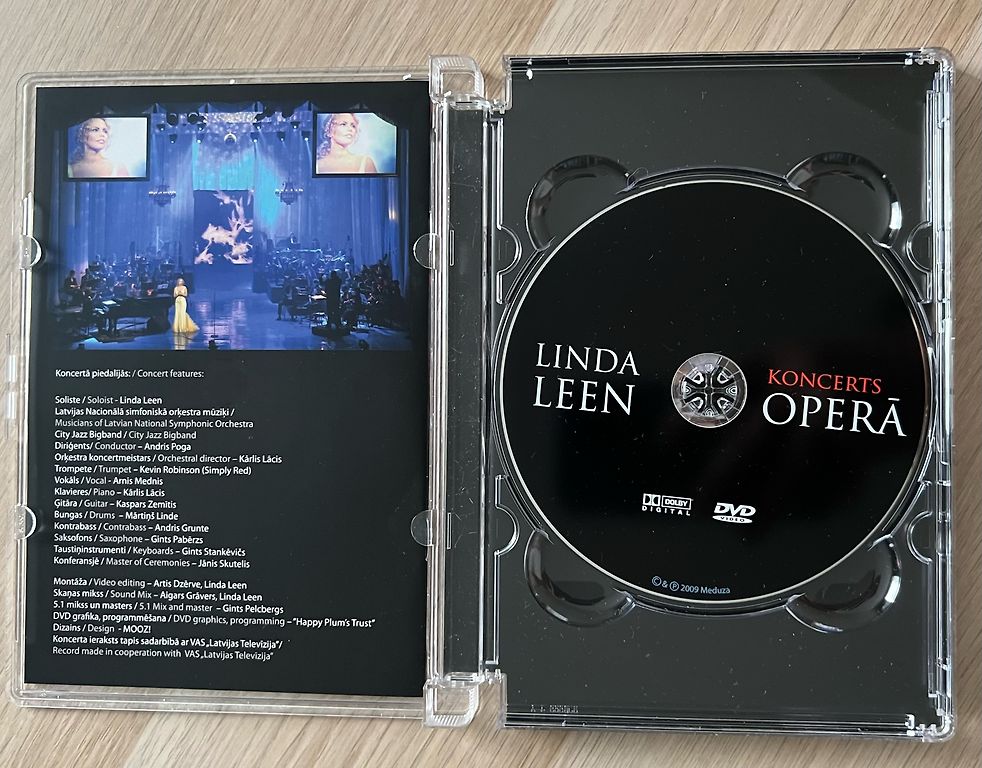 Koncertā piedalījās: / Concert features:
Soliste / Soloist - Linda Leen
Latvijas Nacionālā simfoniskā orķestra mūziķi /
Musicians of Latvian National Symphonic Orchestra
City Jazz Bigband / City Jazz Bigband
Diriģents/ Conductor – Andris Poga
Orķestra koncertmeistars / Orchestral director – Kārlis Lācis
Trompete / Trumpet – Kevin Robinson (Simply Red)
Vokāls / Vocal - Arnis Mednis
Klavieres/ Piano – Kārlis Lācis
Ģitāra / Guitar – Kaspars Zemītis
Bungas / Drums – Mārtiņš Linde
Kontrabass / Contrabass – Andris Grunte
Saksofons / Saxophone – Gints Pabērzs
Taustiņinstrumenti / Keyboards – Gints Stankēvičs
Konferansjē / Master of Ceremonies – Jānis Skutelis
Montāža / Video editing – Artis Dzērve, Linda Leen
Skaņas mikss / Sound Mix – Aigars Grāvers, Linda Leen
5.1 mikss un masters / 5.1 Mix and master – Gints Pelcbergs
DVD grafika, programmēšana / DVD graphics, programming – "Happy Plum's Trust"
Dizains / Design - MOOZ!
Koncerta ieraksts tapis sadarbībā ar VAS „Latvijas Televīzija"/
Record made in cooperation with VAS „Latvijas Televīzija"
LINDA
LEEN
KONCERTS
OPERĀ
DOLBY
DIGITAL
DVD
VIDEO
© & ℗ 2009 Meduza